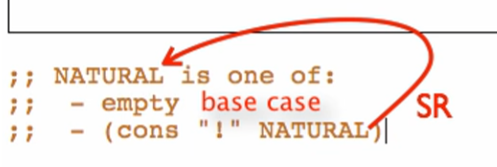 ;; NATURAL is one of:
;;  - empty base case
;;  - (cons "!" NATURAL)
SR